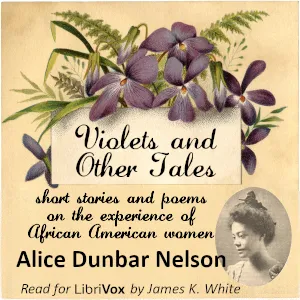 Violets and
Other Tales
short stories and poems
on the experience of
African American women
Alice Dunbar Nelson
Read for LibriVox by James K. White